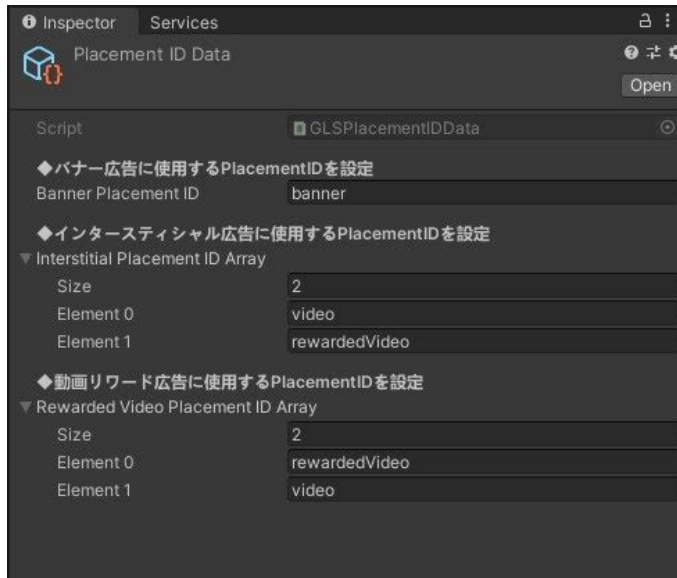 Inspector Services
Placement ID Data
Open
Script GLSPlacementIDData
◆バナー広告に使用するPlacementIDを設定
Banner Placement ID banner
◆インタースティシャル広告に使用するPlacementIDを設定
Interstitial Placement ID Array
Size 2
Element 0 video
Element 1 rewardedVideo
◆動画リワード広告に使用するPlacementIDを設定
Rewarded Video Placement ID Array
Size 2
Element 0 rewardedVideo
Element 1 video